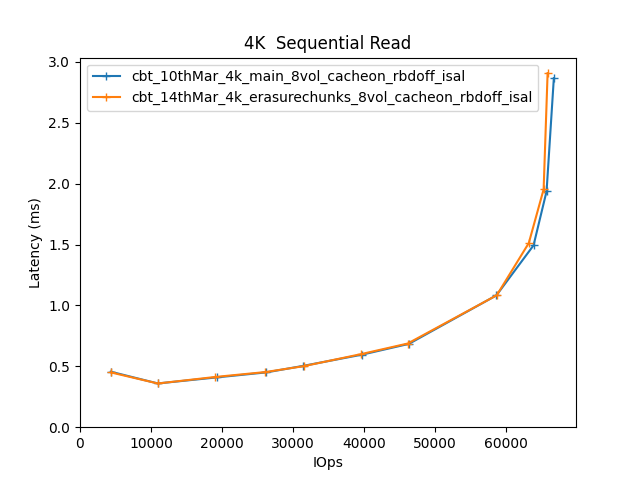 4K  Sequential Read
cbt_10thMar_4k_main_8vol_cacheon_rbdoff_isal
cbt_14thMar_4k_erasurechunks_8vol_cacheon_rbdoff_isal
3.0
2.5
2.0
1.5
1.0
0.5
0.0
Latency (ms)
0 10000 20000 30000 40000 50000 60000
IOps